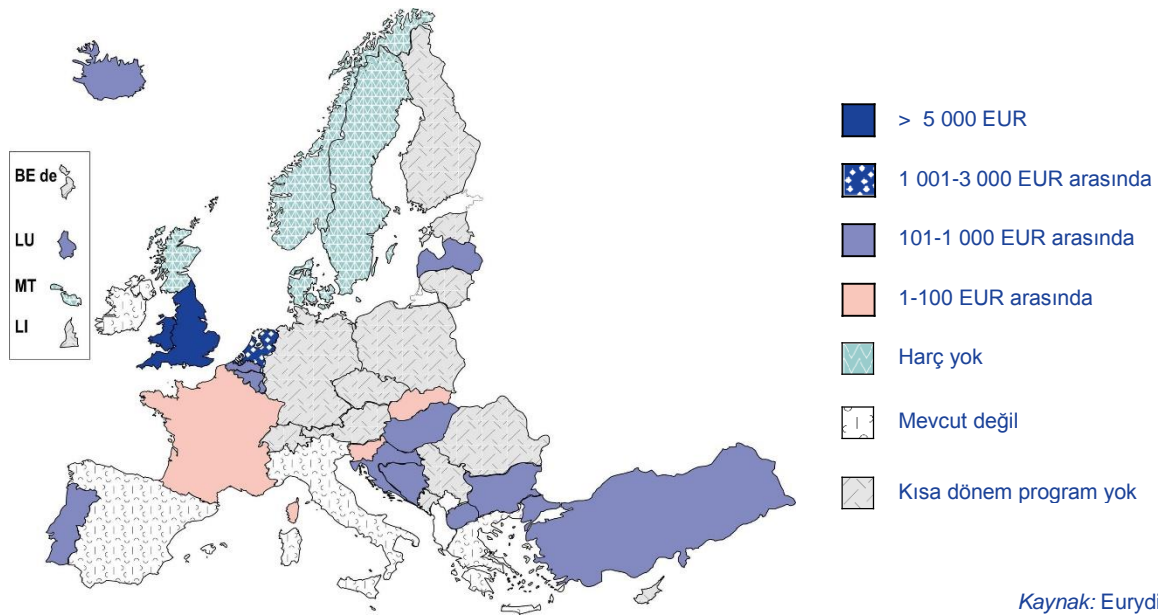 BE de
LU
MT
LI
> 5 000 EUR
1 001-3 000 EUR arasında
101-1 000 EUR arasında
1-100 EUR arasında
Harç yok
Mevcut değil
Kısa dönem program yok
Kaynak: Eurydi